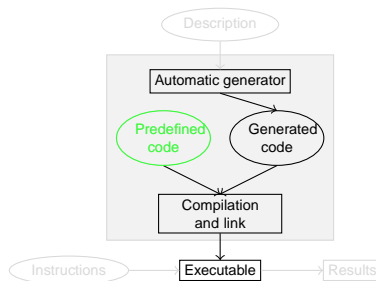 Description
Automatic generator
Predefined
code
Generated
code
Compilation
and link
Instructions
Executable
Results